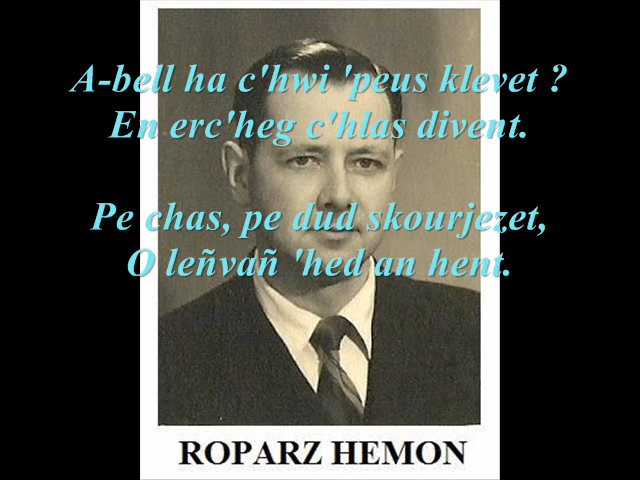 A-bell ha c'hwi 'peus klevet ?
En erc'heg c'hlas divent.
Pe chas, pe dud skourjezet,
O leñvañ 'hed an hent.
ROPARZ HEMON